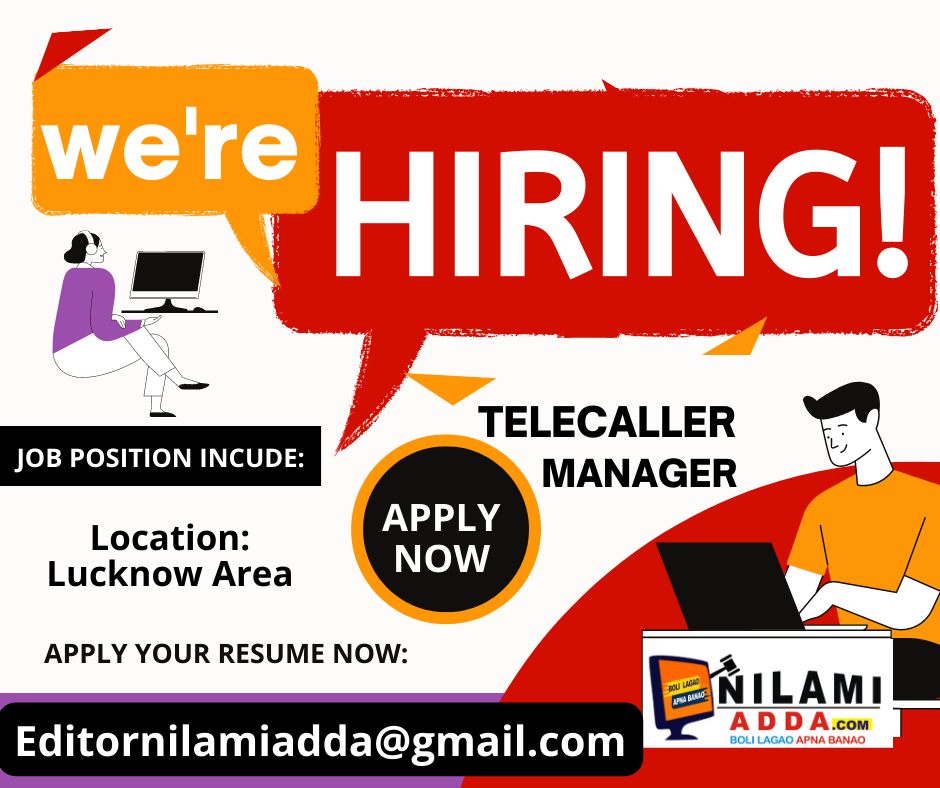 we're
HIRING!
TELECALLER
MANAGER
JOB POSITION INCUDE:
APPLY
NOW
Location:
Lucknow Area
APPLY YOUR RESUME NOW:
Editornilamiadda@gmail.com
BOLI LAGAO
APNA BANAO
NILAMI
ADDA.COM
BOLI LAGAO APNA BANAO